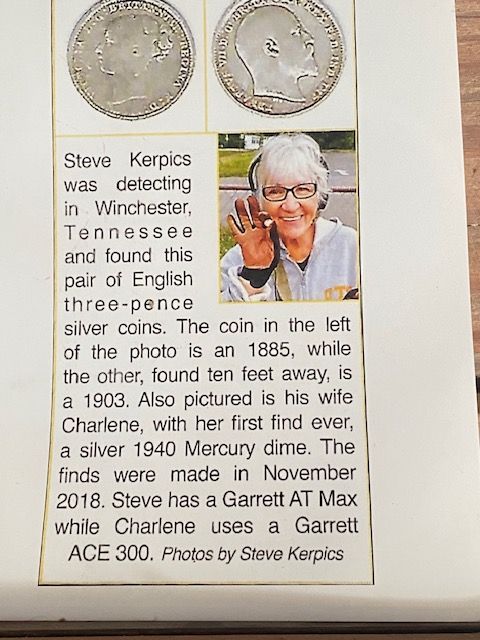 Steve Kerpics
was detecting
in Winchester,
Tennessee
and found this
pair of English
three-pence
silver coins. The coin in the left
of the photo is an 1885, while
the other, found ten feet away, is
a 1903. Also pictured is his wife
Charlene, with her first find ever,
a silver 1940 Mercury dime. The
finds were made in November
2018. Steve has a Garrett AT Max
while Charlene uses a Garrett
ACE 300. Photos by Steve Kerpics